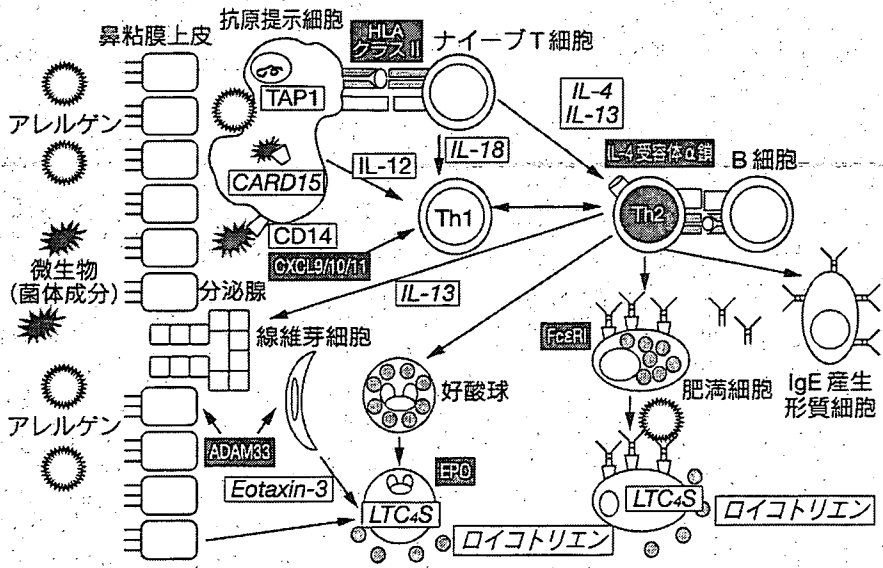 抗原提示細胞
HLA
クラスⅡ
ナイーブT細胞
鼻粘膜上皮
TAP1
アレルゲン
IL-4
IL-13
IL-18
IL-12
IL-4受容体α鎖
B細胞
CARD15
Th1
Th2
CD14
CXCL9/10/11
微生物
(菌体成分)
分泌腺
IL-13
線維芽細胞
FcεRI
好酸球
肥満細胞
IgE産生
形質細胞
アレルゲン
ADAM33
EPO
Eotaxin-3
LTC₄S
ロイコトリエン
LTC₄S
ロイコトリエン